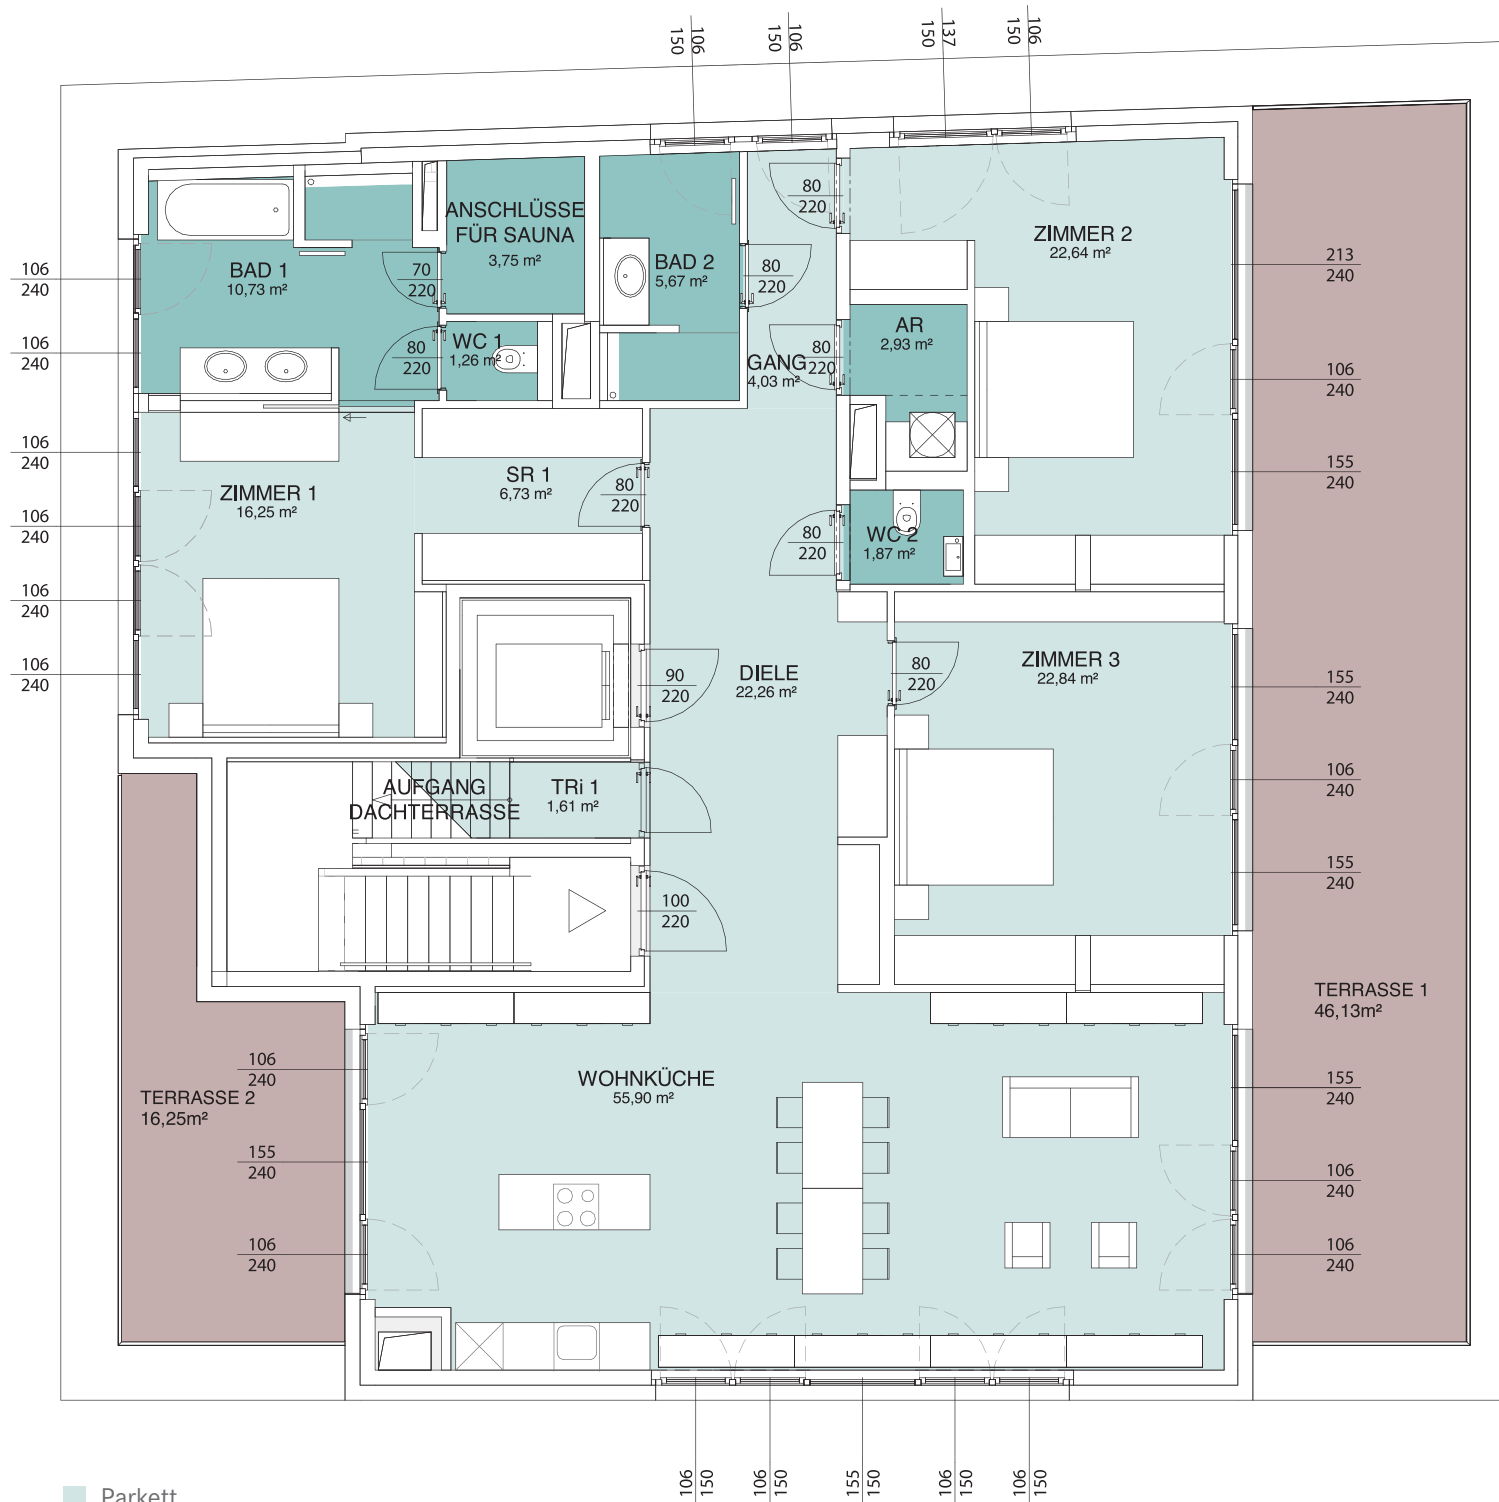 106
150
106
150
137
150
106
150
ANSCHLÜSSE
FÜR SAUNA
3,75 m²
80
220
ZIMMER 2
22,64 m²
BAD 1
10,73 m²
70
220
BAD 2
5,67 m²
80
220
106
240
213
240
106
240
80
220
WC 1
1,26 m²
GANG
4,03 m²
80
220
AR
2,93 m²
106
240
106
240
ZIMMER 1
16,25 m²
SR 1
6,73 m²
80
220
155
240
106
240
80
220
WC 2
1,87 m²
106
240
106
240
90
220
DIELE
22,26 m²
80
220
ZIMMER 3
22,84 m²
155
240
AUFGANG
DACHTERRASSE
TRi 1
1,61 m²
106
240
100
220
155
240
TERRASSE 1
46,13m²
106
240
WOHNKÜCHE
55,90 m²
155
240
TERRASSE 2
16,25m²
155
240
106
240
106
240
106
240
106
150
106
150
155
150
106
150
106
150
Parkett